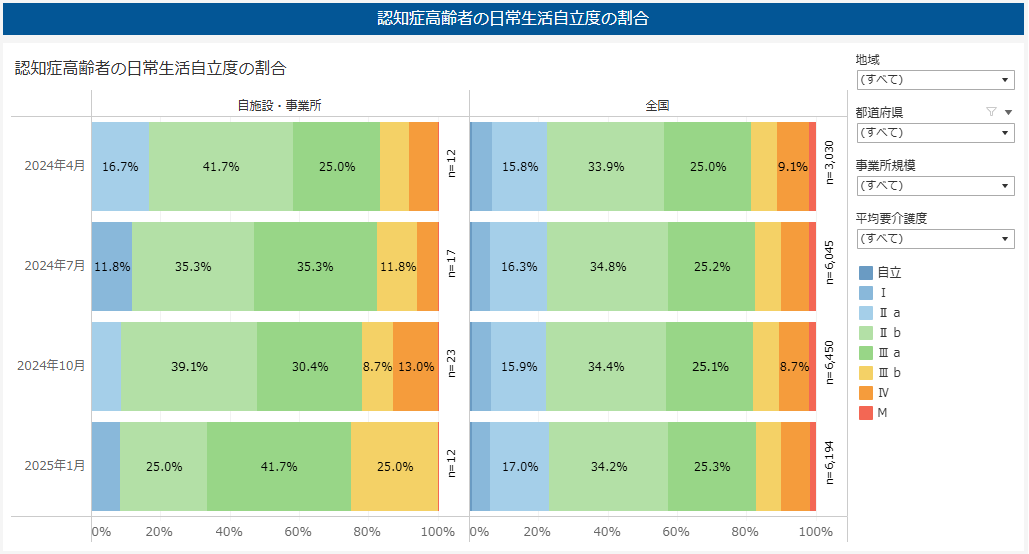 認知症高齢者の日常生活自立度の割合
認知症高齢者の日常生活自立度の割合
自施設・事業所
全国
2024年4月
16.7%
41.7%
25.0%
n=12
15.8%
33.9%
25.0%
9.1%
n=3,030
2024年7月
11.8%
35.3%
35.3%
11.8%
n=17
16.3%
34.8%
25.2%
n=6,045
2024年10月
39.1%
30.4%
8.7%
13.0%
n=23
15.9%
34.4%
25.1%
8.7%
n=6,450
2025年1月
25.0%
41.7%
25.0%
n=12
17.0%
34.2%
25.3%
n=6,194
0% 20% 40% 60% 80% 100%
0% 20% 40% 60% 80% 100%
地域
(すべて)
都道府県
(すべて)
事業所規模
(すべて)
平均要介護度
(すべて)
自立
Ⅰ
Ⅱ a
Ⅱ b
Ⅲ a
Ⅲ b
Ⅳ
M